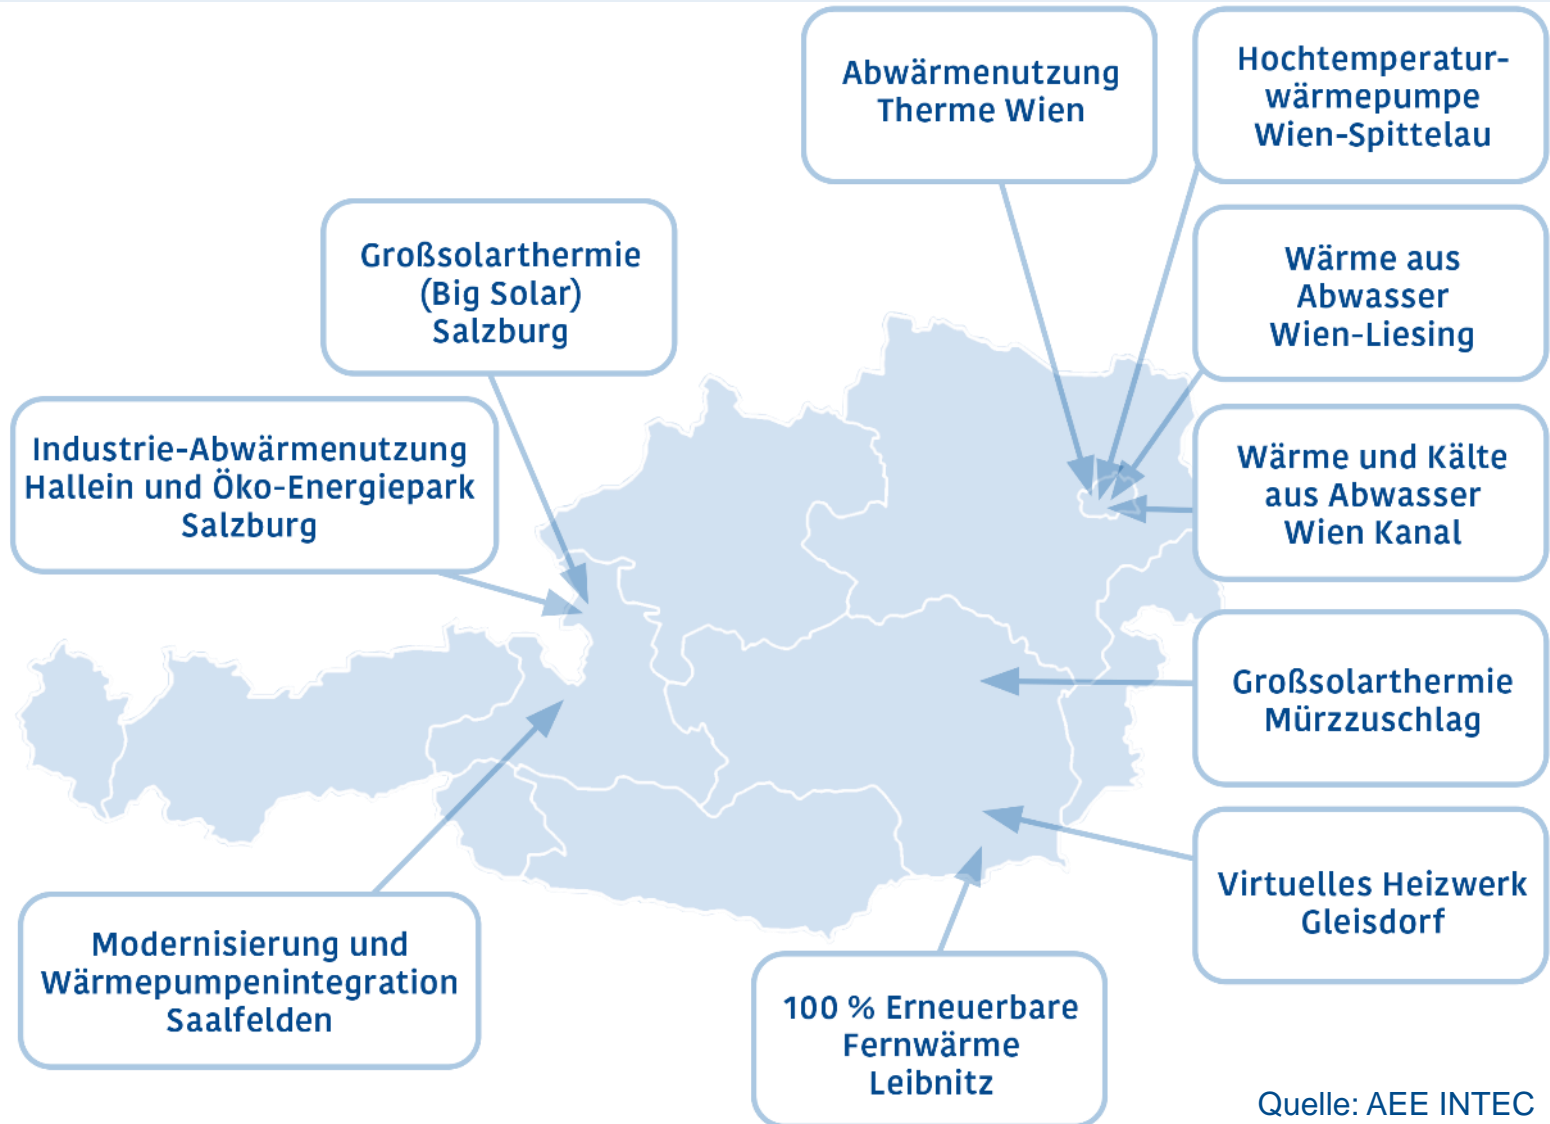 Abwärmenutzung
Therme Wien
Hochtemperatur-
wärmepumpe
Wien-Spittelau
Großsolarthermie
(Big Solar)
Salzburg
Wärme aus
Abwasser
Wien-Liesing
Industrie-Abwärmenutzung
Hallein und Öko-Energiepark
Salzburg
Wärme und Kälte
aus Abwasser
Wien Kanal
Großsolarthermie
Mürzzuschlag
Virtuelles Heizwerk
Gleisdorf
Modernisierung und
Wärmepumpenintegration
Saalfelden
100 % Erneuerbare
Fernwärme
Leibnitz
Quelle: AEE INTEC